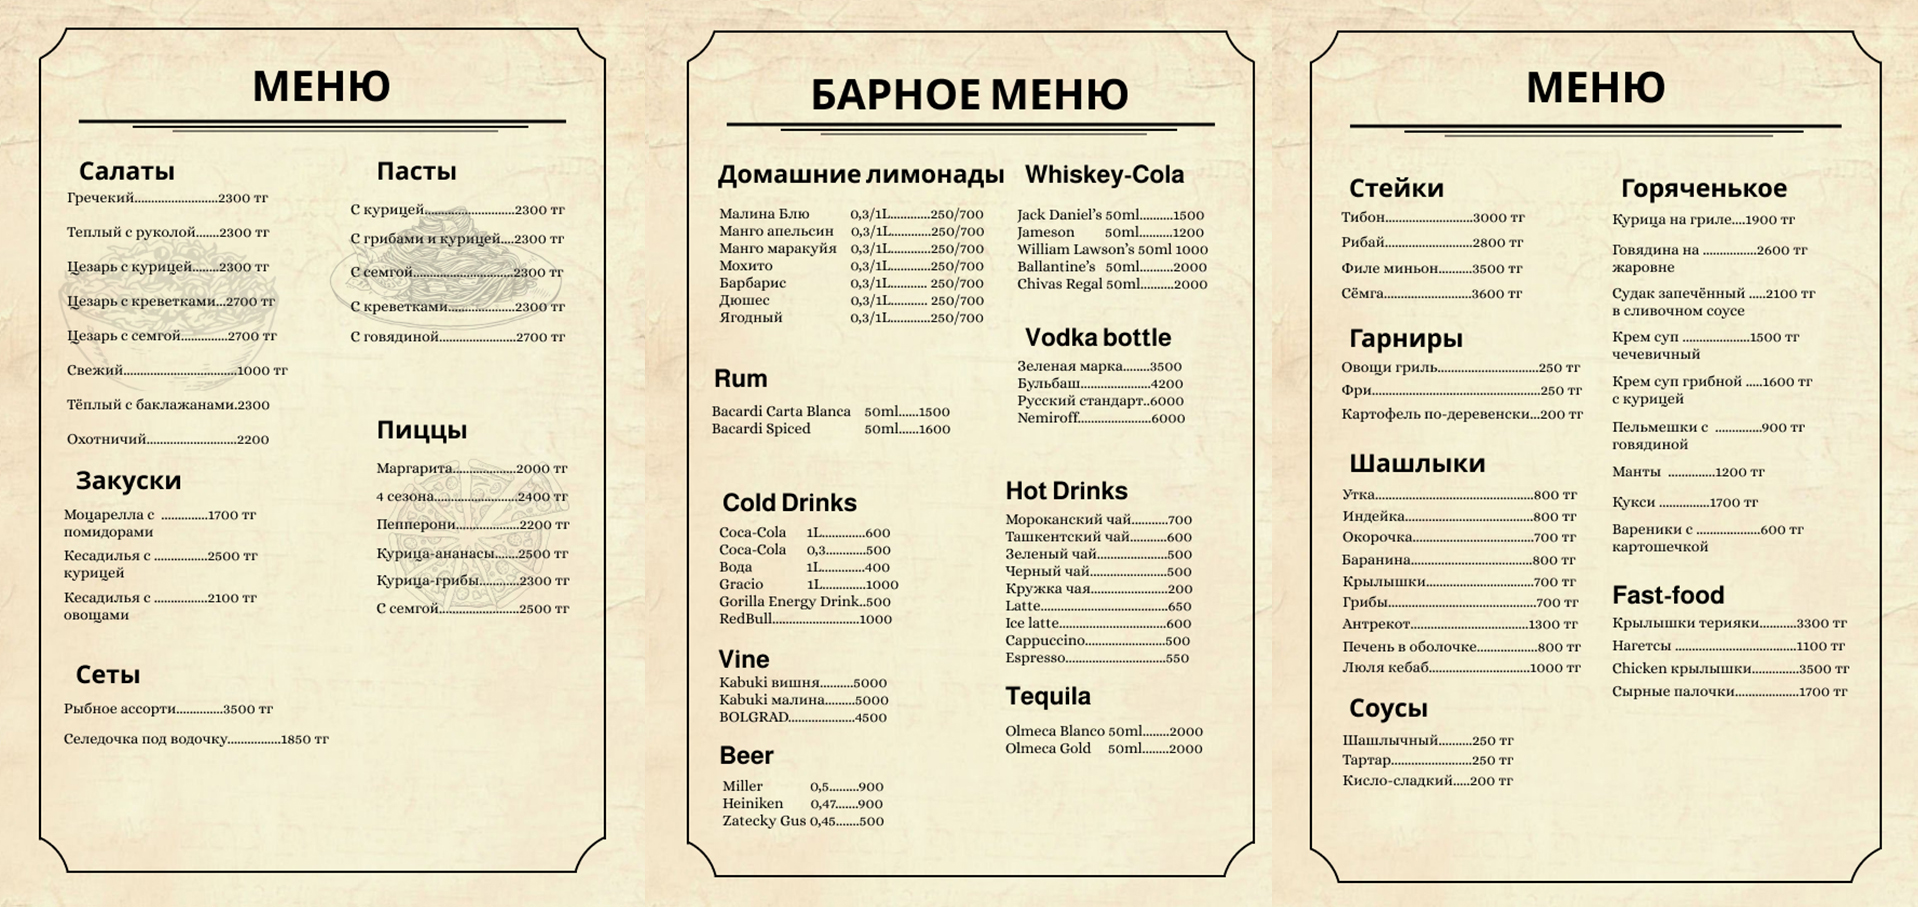 МЕНЮ
Салаты
Гречекий.........................2300 тг
Теплый с руколой.......2300 тг
Цезарь с курицей........2300 тг
Цезарь с креветками...2700 тг
Цезарь с семгой..............2700 тг
Свежий..................................1000 тг
Тёплый с баклажанами.2300
Охотничий...........................2200
Закуски
Моцарелла с ..............1700 тг
помидорами
Кесадилья с ................2500 тг
курицей
Кесадилья с ...............2100 тг
овощами
Сеты
Рыбное ассорти..............3500 тг
Селедочка под водочку................1850 тг
Пасты
С курицей...........................2300 тг
С грибами и курицей....2300 тг
С семгой..............................2300 тг
С креветками....................2300 тг
С говядиной.......................2700 тг
Пиццы
Маргарита...................2000 тг
4 сезона.........................2400 тг
Пепперони...................2200 тг
Курица-ананасы.......2500 тг
Курица-грибы............2300 тг
С семгой........................2500 тг
БАРНОЕ МЕНЮ
Домашние лимонады
Малина Блю 0,3/1L............250/700
Манго апельсин 0,3/1L............250/700
Манго маракуйя 0,3/1L............250/700
Мохито 0,3/1L............250/700
Барбарис 0,3/1L............250/700
Дюшес 0,3/1L............ 250/700
Ягодный 0,3/1L............250/700
Rum
Bacardi Carta Blanca 50ml......1500
Bacardi Spiced 50ml......1600
Cold Drinks
Coca-Cola 1L.............600
Coca-Cola 0,3............500
Вода 1L.............400
Gracio 1L.............1000
Gorilla Energy Drink..500
RedBull..........................1000
Vine
Kabuki вишня..........5000
Kabuki малина.........5000
BOLGRAD....................4500
Beer
Miller 0,5.........900
Heiniken 0,47.......900
Zatecky Gus 0,45.......500
Whiskey-Cola
Jack Daniel’s 50ml..........1500
Jameson 50ml..........1200
William Lawson’s 50ml 1000
Ballantine’s 50ml..........2000
Chivas Regal 50ml..........2000
Vodka bottle
Зеленая марка........3500
Бульбаш.....................4200
Русский стандарт..6000
Nemiroff......................6000
Hot Drinks
Мороканский чай...........700
Ташкентский чай...........600
Зеленый чай.....................500
Черный чай.......................500
Кружка чая.......................200
Latte......................................650
Ice latte................................600
Cappuccino........................500
Espresso..............................550
Tequila
Olmeca Blanco 50ml........2000
Olmeca Gold 50ml........2000
МЕНЮ
Стейки
Тибон..........................3000 тг
Рибай..........................2800 тг
Филе миньон..........3500 тг
Сёмга..........................3600 тг
Гарниры
Овощи гриль..............................250 тг
Фри..................................................250 тг
Картофель по-деревенски...200 тг
Шашлыки
Утка...............................................800 тг
Индейка......................................800 тг
Окорочка....................................700 тг
Баранина....................................800 тг
Крылышки................................700 тг
Грибы...........................................700 тг
Антрекот...................................1300 тг
Печень в оболочке..................800 тг
Люля кебаб..............................1000 тг
Соусы
Шашлычный..........250 тг
Тартар........................250 тг
Кисло-сладкий.....200 тг
Горяченькое
Курица на гриле....1900 тг
Говядина на ................2600 тг
жаровне
Судак запечённый .....2100 тг
в сливочном соусе
Крем суп ....................1500 тг
чечевичный
Крем суп грибной .....1600 тг
с курицей
Пельмешки с ..............900 тг
говядиной
Манты ..............1200 тг
Кукси ................1700 тг
Вареники с ....................600 тг
картошечкой
Fast-food
Крылышки терияки...........3300 тг
Нагетсы ....................................1100 тг
Chicken крылышки..............3500 тг
Сырные палочки...................1700 тг